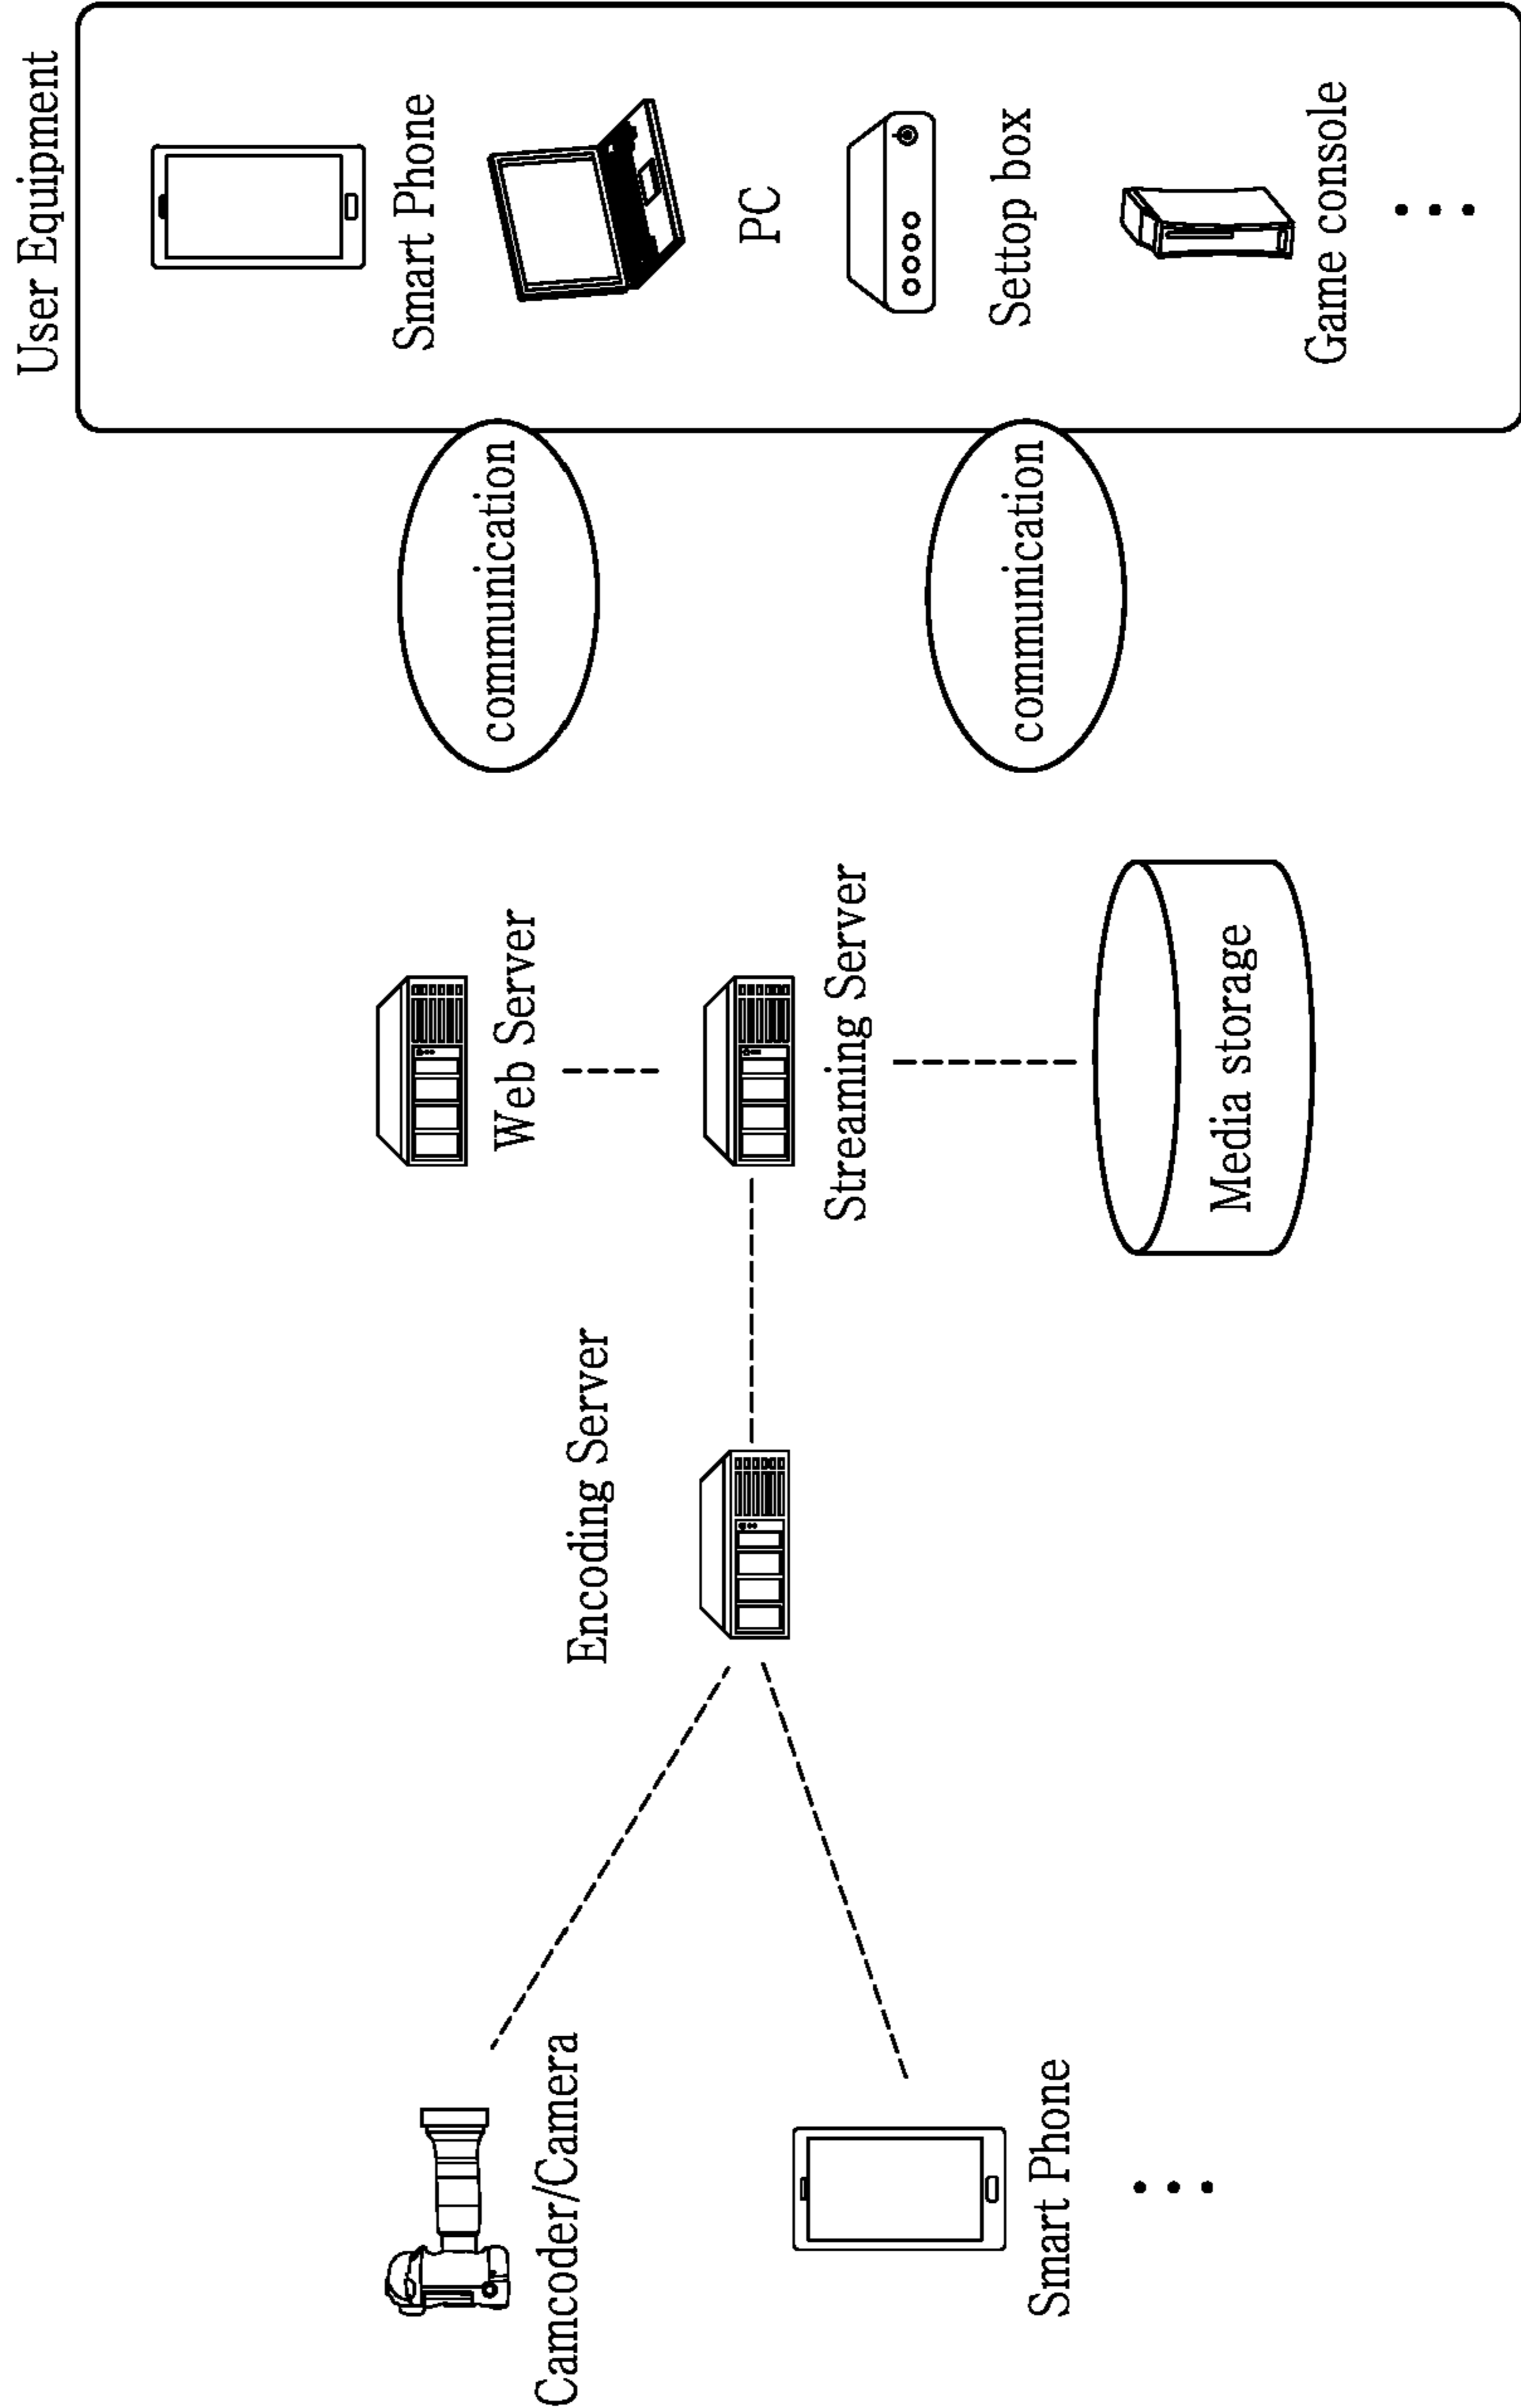 User Equipment
Smart Phone
PC
Settop box
Game console
communication
communication
Web Server
Streaming Server
Media storage
Encoding Server
Camcoder/Camera
Smart Phone